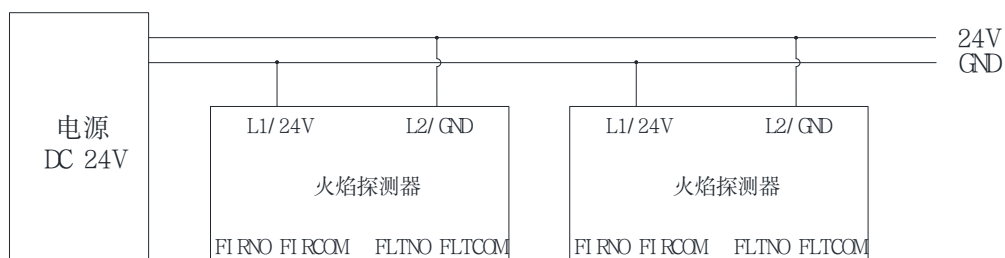 24V
GND
电源
DC 24V
L1/24V L2/GND
火焰探测器
FIRNO FIRCOM FLTNO FLTCOM
L1/24V L2/GND
火焰探测器
FIRNO FIRCOM FLTNO FLTCOM